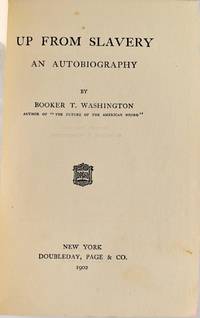 UP FROM SLAVERY
AN AUTOBIOGRAPHY
BY
BOOKER T. WASHINGTON
AUTHOR OF "THE FUTURE OF THE AMERICAN NEGRO"
NEW YORK
DOUBLEDAY, PAGE & CO.
1902